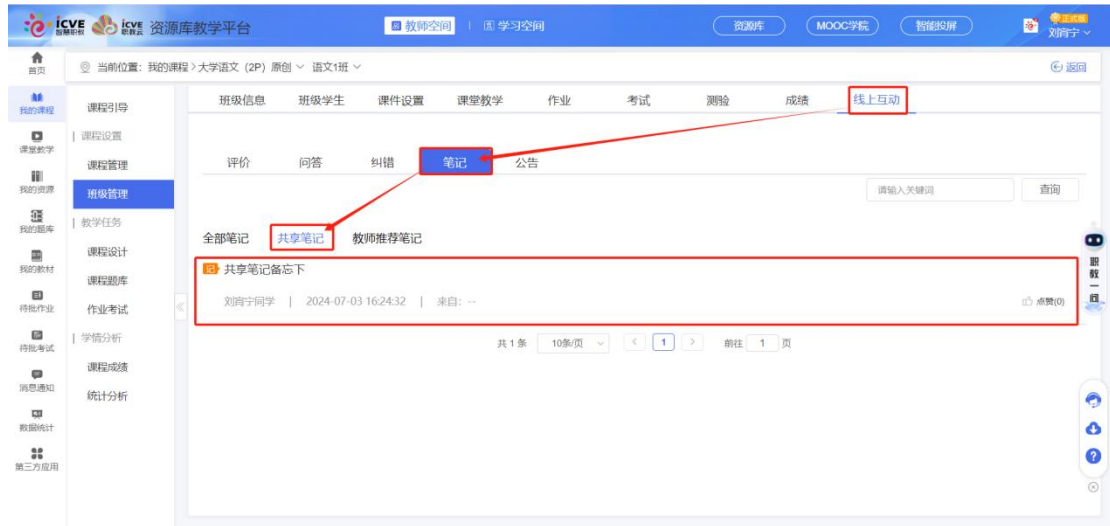 icve 智慧职教 icve 职教云 资源库教学平台 教师空间 学习空间 资源库 MOOC学院 智能投屏 正式版 刘肖宁
首页 当前位置：我的课程>大学语文 (2P) 原创 语文1班 返回
我的课程 课程引导 班级信息 班级学生 课件设置 课堂教学 作业 考试 测验 成绩 线上互动
课堂教学 课程设置
课程管理 评价 问答 纠错 笔记 公告
我的资源 班级管理 请输入关键词 查询
我的题库 教学任务
课程设计 全部笔记 共享笔记 教师推荐笔记
我的教材 课程题库 记 共享笔记备忘下
待批作业 作业考试 刘肖宁同学 | 2024-07-03 16:24:32 | 来自：-- 点赞(0)
职教一问
待批考试 学情分析 共 1 条 10条/页 < 1 > 前往 1 页
课程成绩
消息通知 统计分析
数据统计
第三方应用